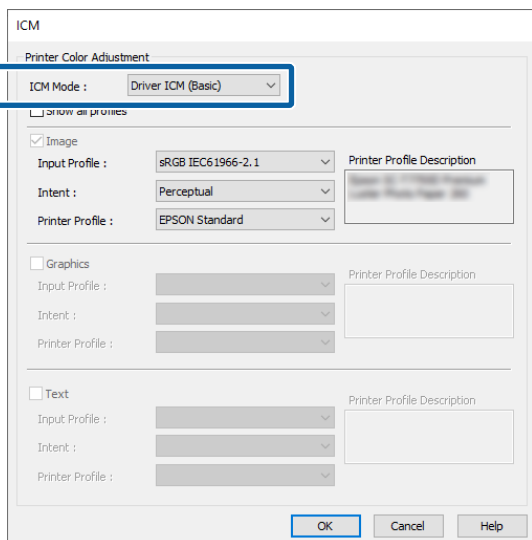 ICM
Printer Color Adjustment
ICM Mode : Driver ICM (Basic)
Show all profiles
Image
Input Profile : sRGB IEC61966-2.1 Printer Profile Description
Intent : Perceptual
Printer Profile : EPSON Standard
Graphics
Printer Profile Description
Input Profile :
Intent :
Printer Profile :
Text
Printer Profile Description
Input Profile :
Intent :
Printer Profile :
OK Cancel Help